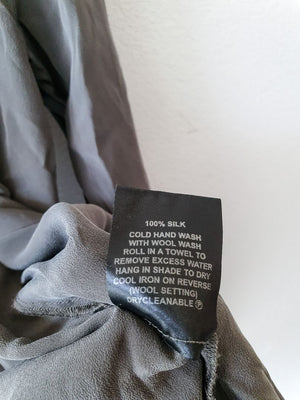 100% SILK
COLD HAND WASH
WITH WOOL WASH
ROLL IN A TOWEL TO
REMOVE EXCESS WATER
HANG IN SHADE TO DRY
COOL IRON ON REVERSE
(WOOL SETTING)
DRYCLEANABLE Ⓟ